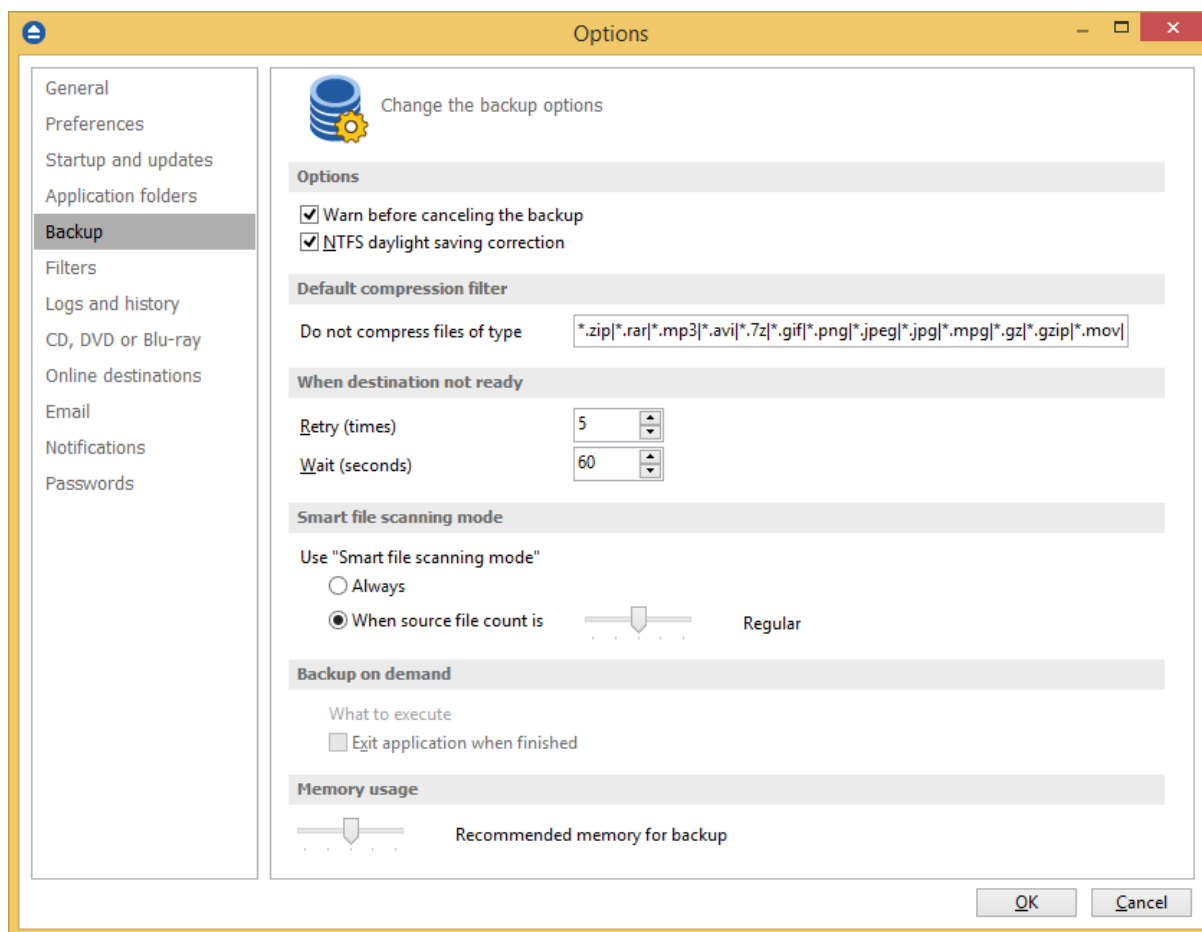 Options
General
Preferences
Startup and updates
Application folders
Backup
Filters
Logs and history
CD, DVD or Blu-ray
Online destinations
Email
Notifications
Passwords
Change the backup options
Options
Warn before canceling the backup
NTFS daylight saving correction
Default compression filter
Do not compress files of type *.zip|*.rar|*.mp3|*.avi|*.7z|*.gif|*.png|*.jpeg|*.jpg|*.mpg|*.gz|*.gzip|*.mov|
When destination not ready
Retry (times) 5
Wait (seconds) 60
Smart file scanning mode
Use "Smart file scanning mode"
Always
When source file count is Regular
Backup on demand
What to execute
Exit application when finished
Memory usage
Recommended memory for backup
OK Cancel